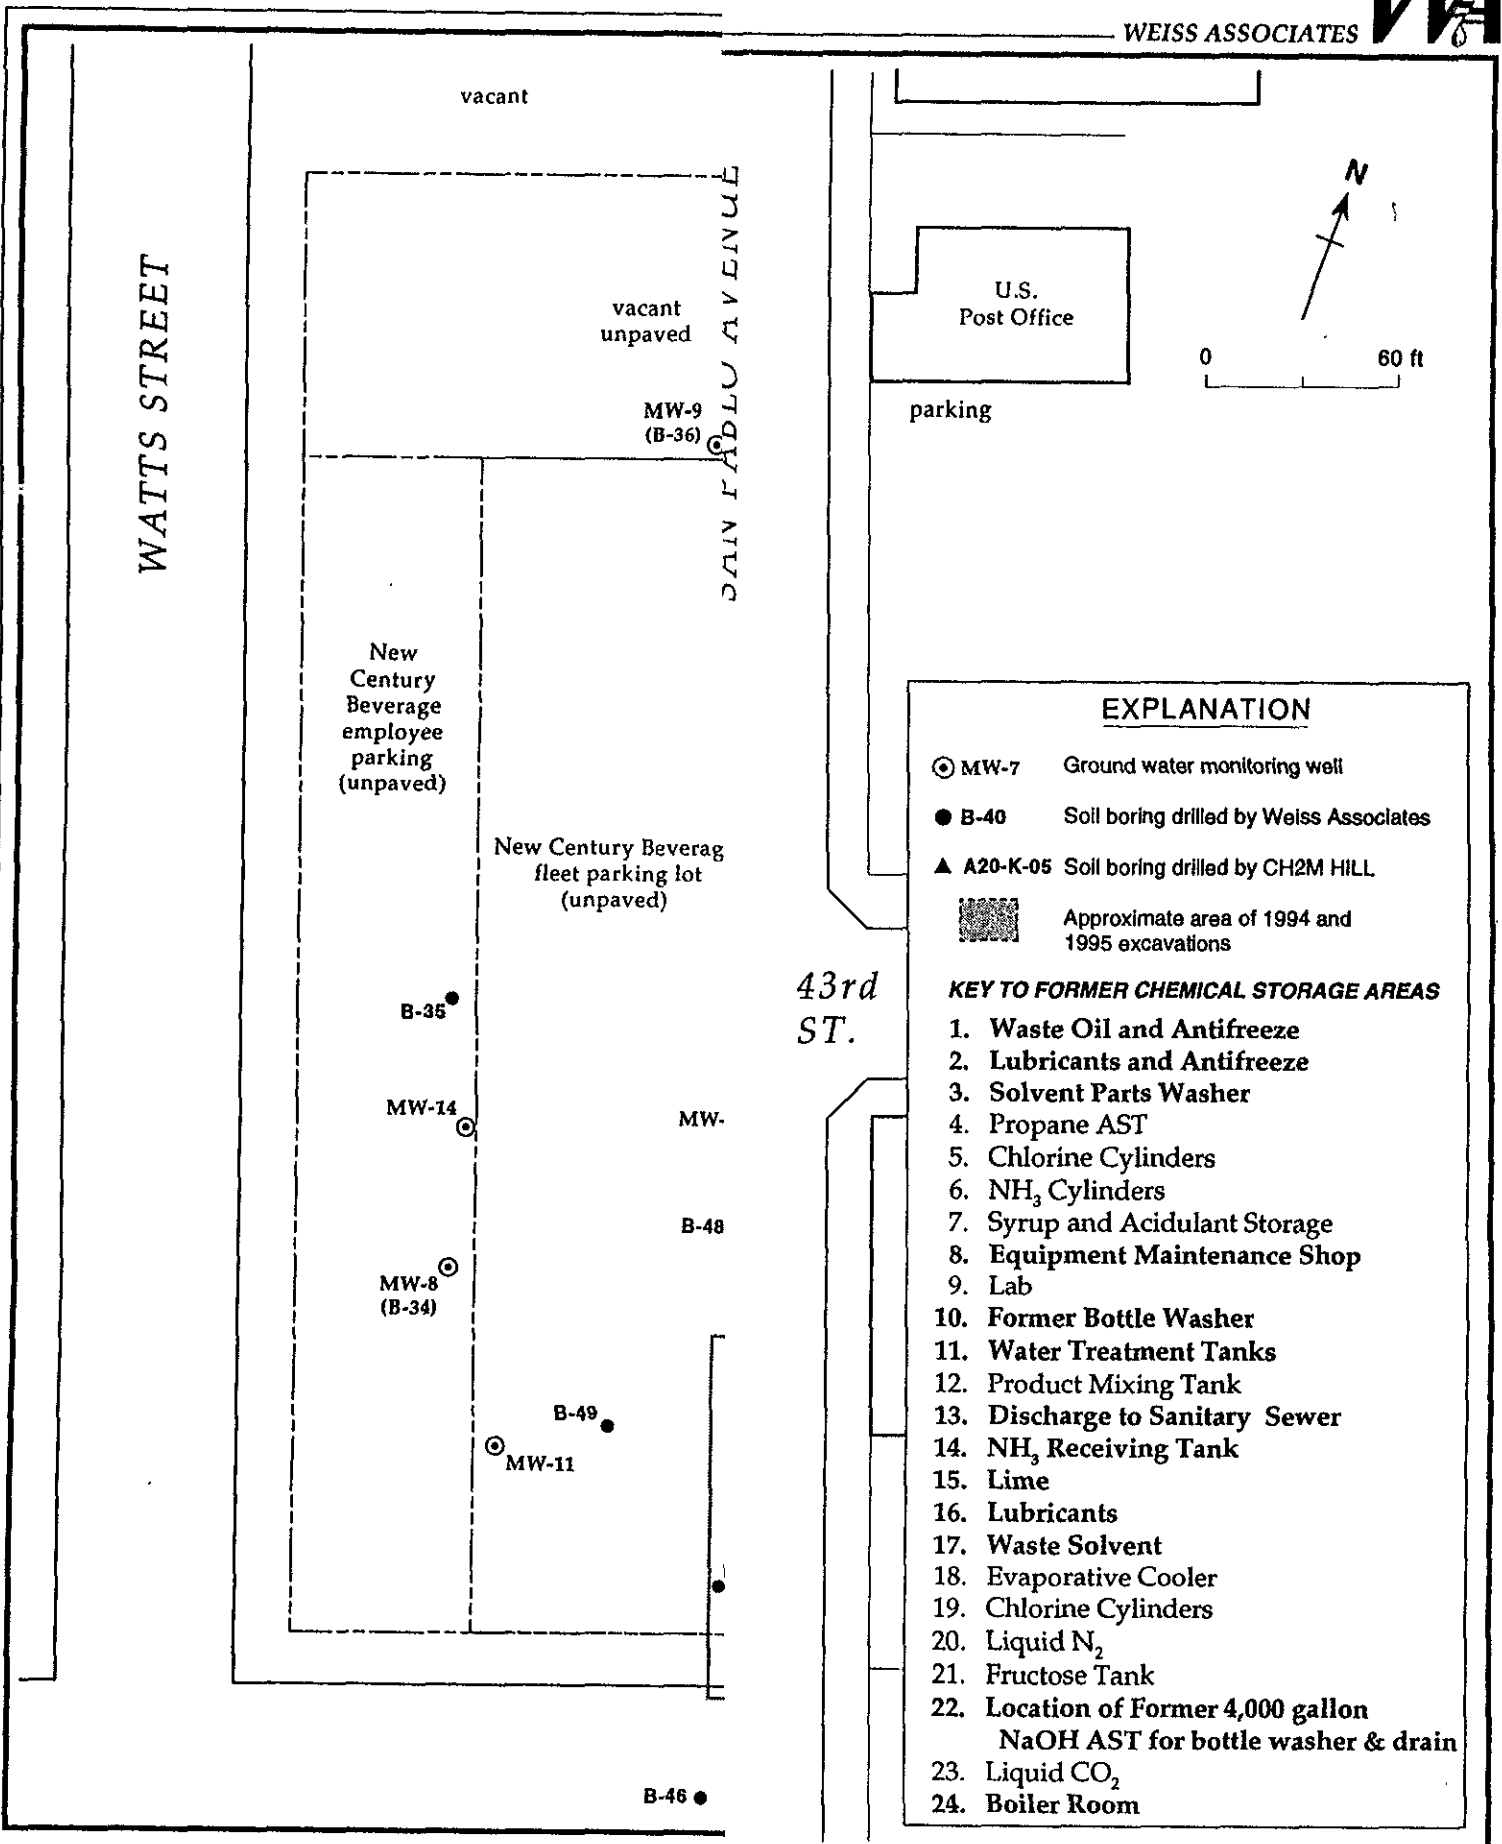 WEISS ASSOCIATES
vacant
N
WATTS STREET
SAN PABLO AVENUE
vacant
unpaved
U.S.
Post Office
0 60 ft
parking
MW-9
(B-36)
New
Century
Beverage
employee
parking
(unpaved)
New Century Beverag
fleet parking lot
(unpaved)
B-35
43rd
ST.
MW-14
MW-
B-48
MW-8
(B-34)
B-49
MW-11
B-46
EXPLANATION
MW-7 Ground water monitoring well
B-40 Soil boring drilled by Weiss Associates
A20-K-05 Soil boring drilled by CH2M HILL
Approximate area of 1994 and
1995 excavations
KEY TO FORMER CHEMICAL STORAGE AREAS
1. Waste Oil and Antifreeze
2. Lubricants and Antifreeze
3. Solvent Parts Washer
4. Propane AST
5. Chlorine Cylinders
6. NH₃ Cylinders
7. Syrup and Acidulant Storage
8. Equipment Maintenance Shop
9. Lab
10. Former Bottle Washer
11. Water Treatment Tanks
12. Product Mixing Tank
13. Discharge to Sanitary Sewer
14. NH₃ Receiving Tank
15. Lime
16. Lubricants
17. Waste Solvent
18. Evaporative Cooler
19. Chlorine Cylinders
20. Liquid N₂
21. Fructose Tank
22. Location of Former 4,000 gallon
NaOH AST for bottle washer & drain
23. Liquid CO₂
24. Boiler Room